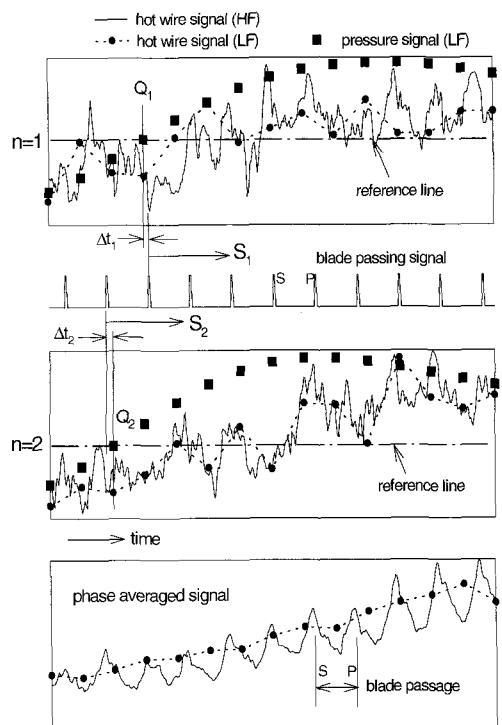 hot wire signal (HF)
hot wire signal (LF)
pressure signal (LF)
Q1
n=1
reference line
Δt1
S1
blade passing signal
S P
S2
Δt2
Q2
n=2
reference line
time
phase averaged signal
S P
blade passage